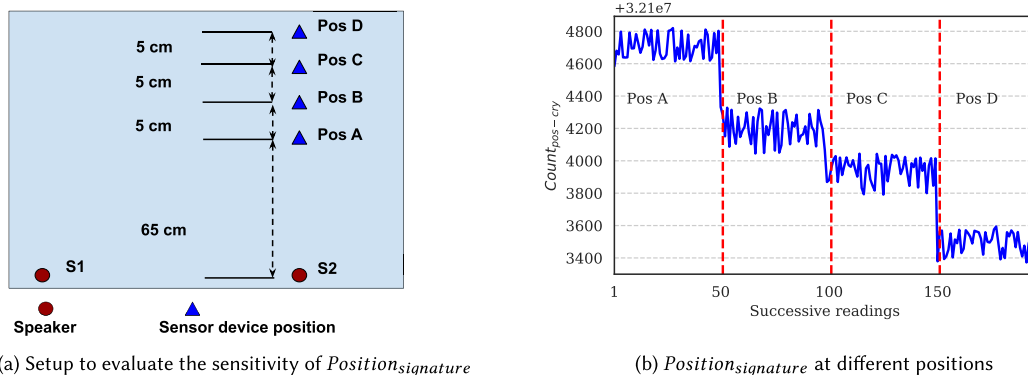 Pos D
5 cm
Pos C
5 cm
Pos B
5 cm
Pos A
65 cm
S1
S2
Speaker
Sensor device position
(a) Setup to evaluate the sensitivity of Position_signature
+3.21e7
4800
4600
4400
4200
4000
3800
3600
3400
Count_pos−cry
Pos A
Pos B
Pos C
Pos D
1
50
100
150
Successive readings
(b) Position_signature at different positions